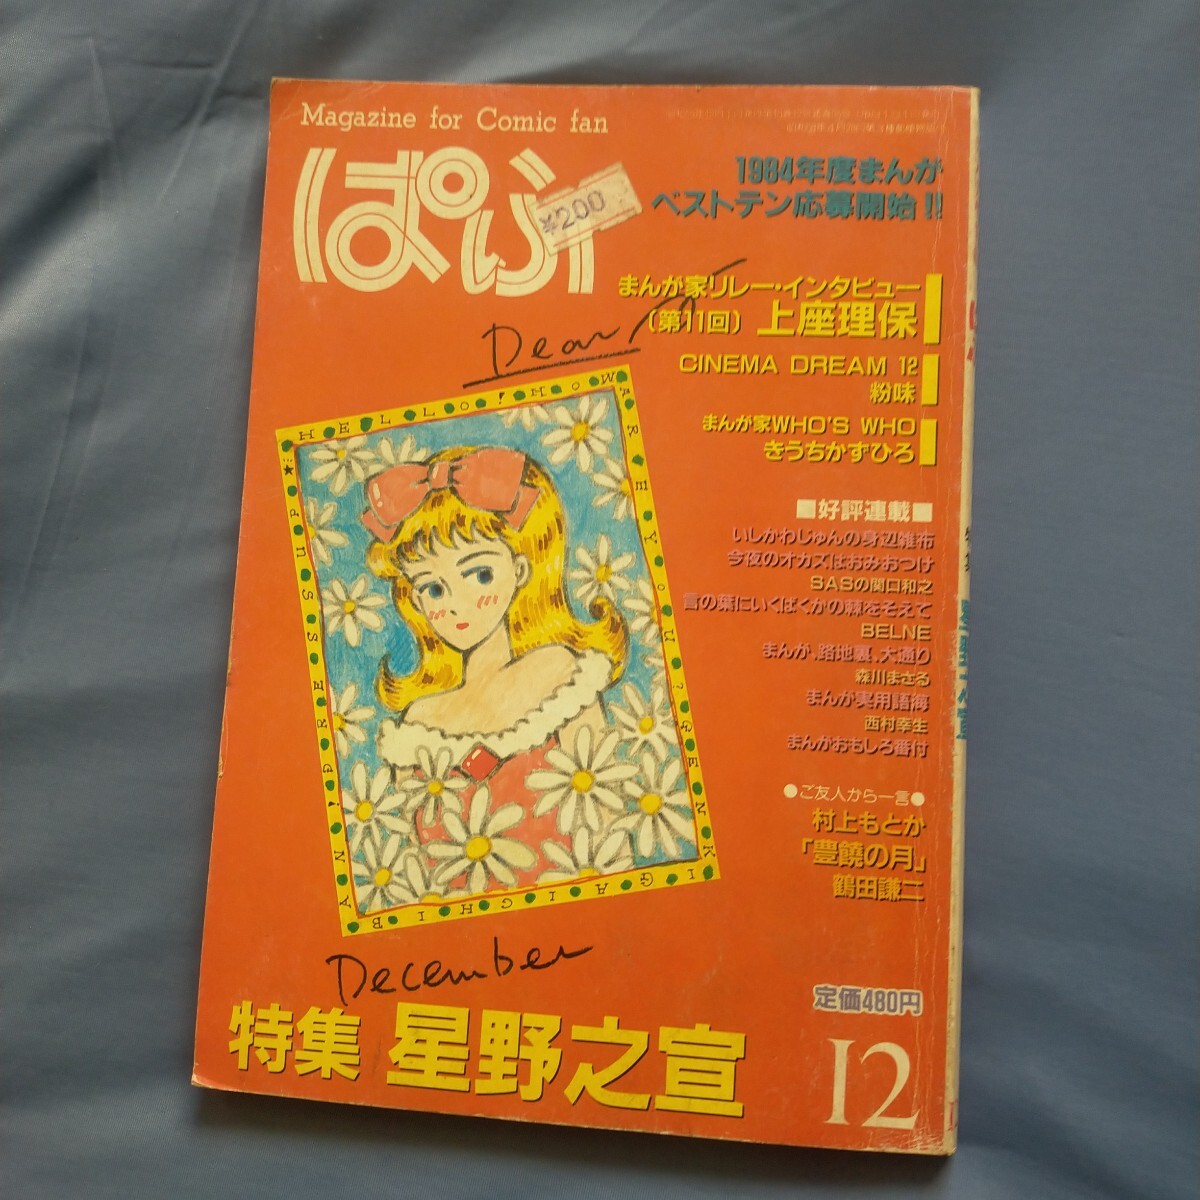 Magazine for Comic fan
ぱふ
¥200
1984年度まんが
ベストテン応募開始!!
まんが家リレー・インタビュー
(第11回) 上座理保
CINEMA DREAM 12
粉味
まんが家WHO'S WHO
きうちかずひろ
■好評連載■
いしかわじゅんの身辺雑布
今夜のオカズはおみおつけ
SASの関口和之
言の葉にいくばくかの棘をそえて
BELNE
まんが、路地裏、大通り
森川まさる
まんが実用語海
西村幸生
まんがおもしろ番付
●ご友人から一言●
村上もとか
「豊饒の月」
鶴田謙二
Dear
HELLO!HOW ARE YOU?GENKIGAICHIBAN!DRESSUP
December
定価480円
特集 星野之宣
12